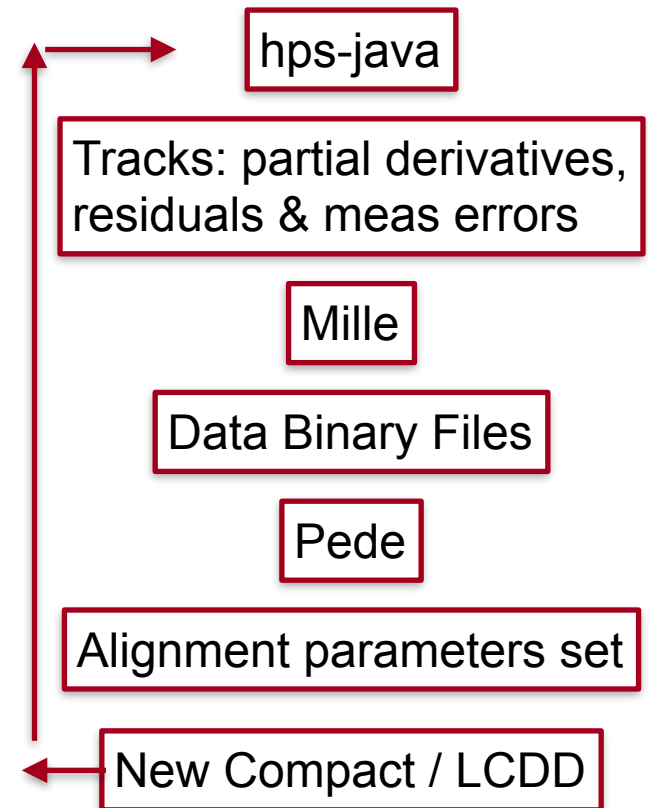 hps-java
Tracks: partial derivatives,
residuals & meas errors
Mille
Data Binary Files
Pede
Alignment parameters set
New Compact / LCDD